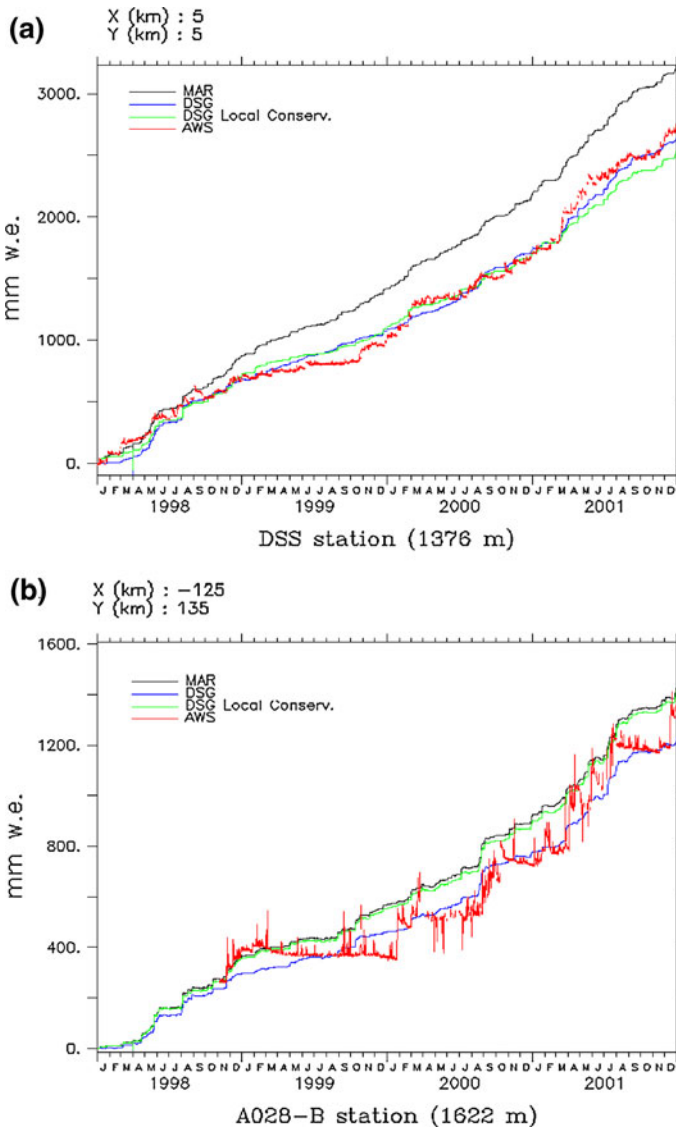 (a)
X (km) : 5
Y (km) : 5
MAR
DSG
DSG Local Conserv.
AWS
3000.
2000.
1000.
0.
mm w.e.
J F M A M J J A S O N D J F M A M J J A S O N D J F M A M J J A S O N D J F M A M J J A S O N D
1998 1999 2000 2001
DSS station (1376 m)
(b)
X (km) : -125
Y (km) : 135
MAR
DSG
DSG Local Conserv.
AWS
1600.
1200.
800.
400.
0.
mm w.e.
J F M A M J J A S O N D J F M A M J J A S O N D J F M A M J J A S O N D J F M A M J J A S O N D
1998 1999 2000 2001
A028-B station (1622 m)